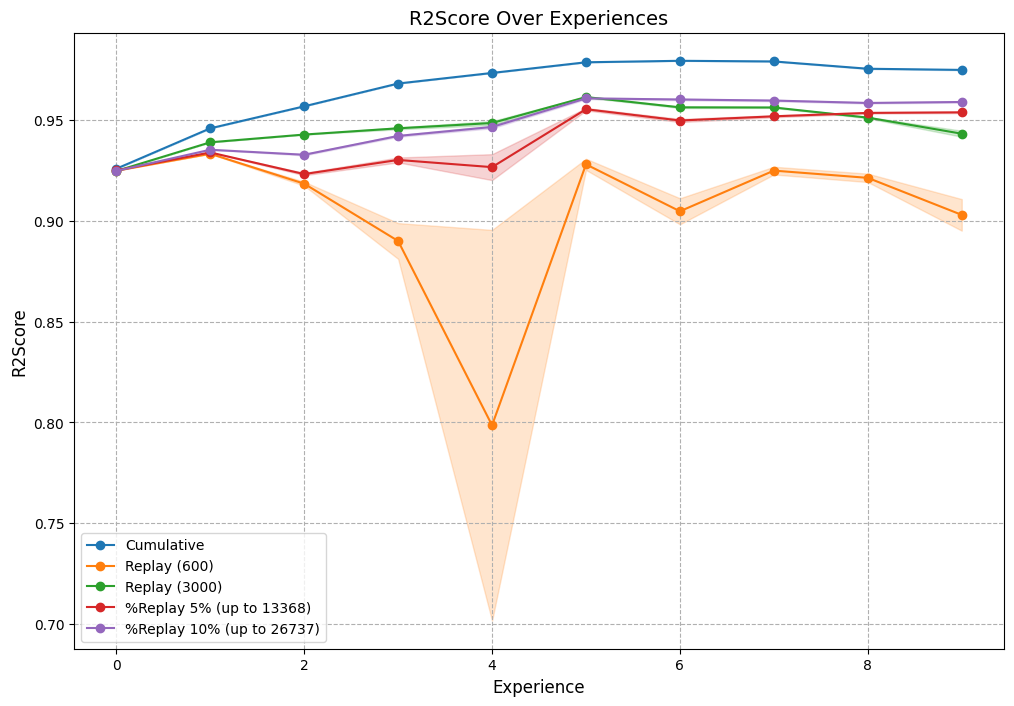 R2Score Over Experiences
R2Score
0.95
0.90
0.85
0.80
0.75
0.70
Cumulative
Replay (600)
Replay (3000)
%Replay 5% (up to 13368)
%Replay 10% (up to 26737)
0 2 4 6 8
Experience